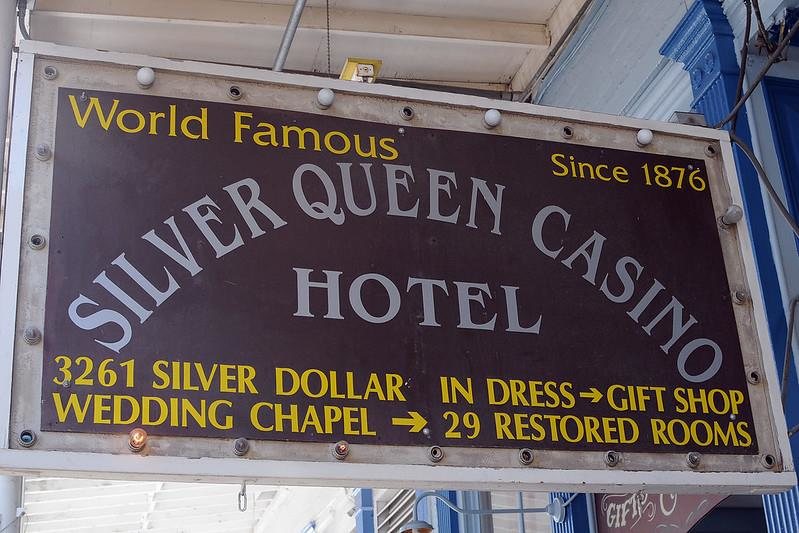 World Famous
Since 1876
SILVER QUEEN CASINO
HOTEL
3261 SILVER DOLLAR IN DRESS → GIFT SHOP
WEDDING CHAPEL → 29 RESTORED ROOMS
GIFT